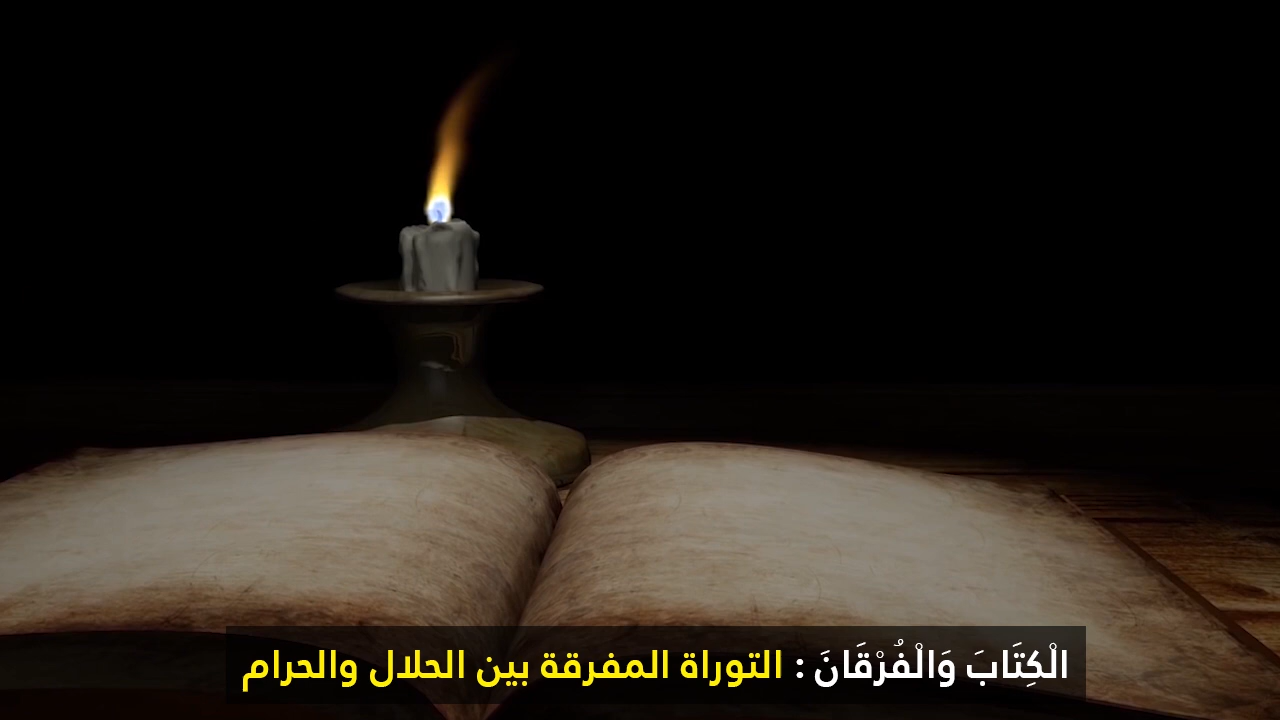 الْكِتَابَ وَالْفُرْقَانَ : التوراة المفرقة بين الحلال والحرام